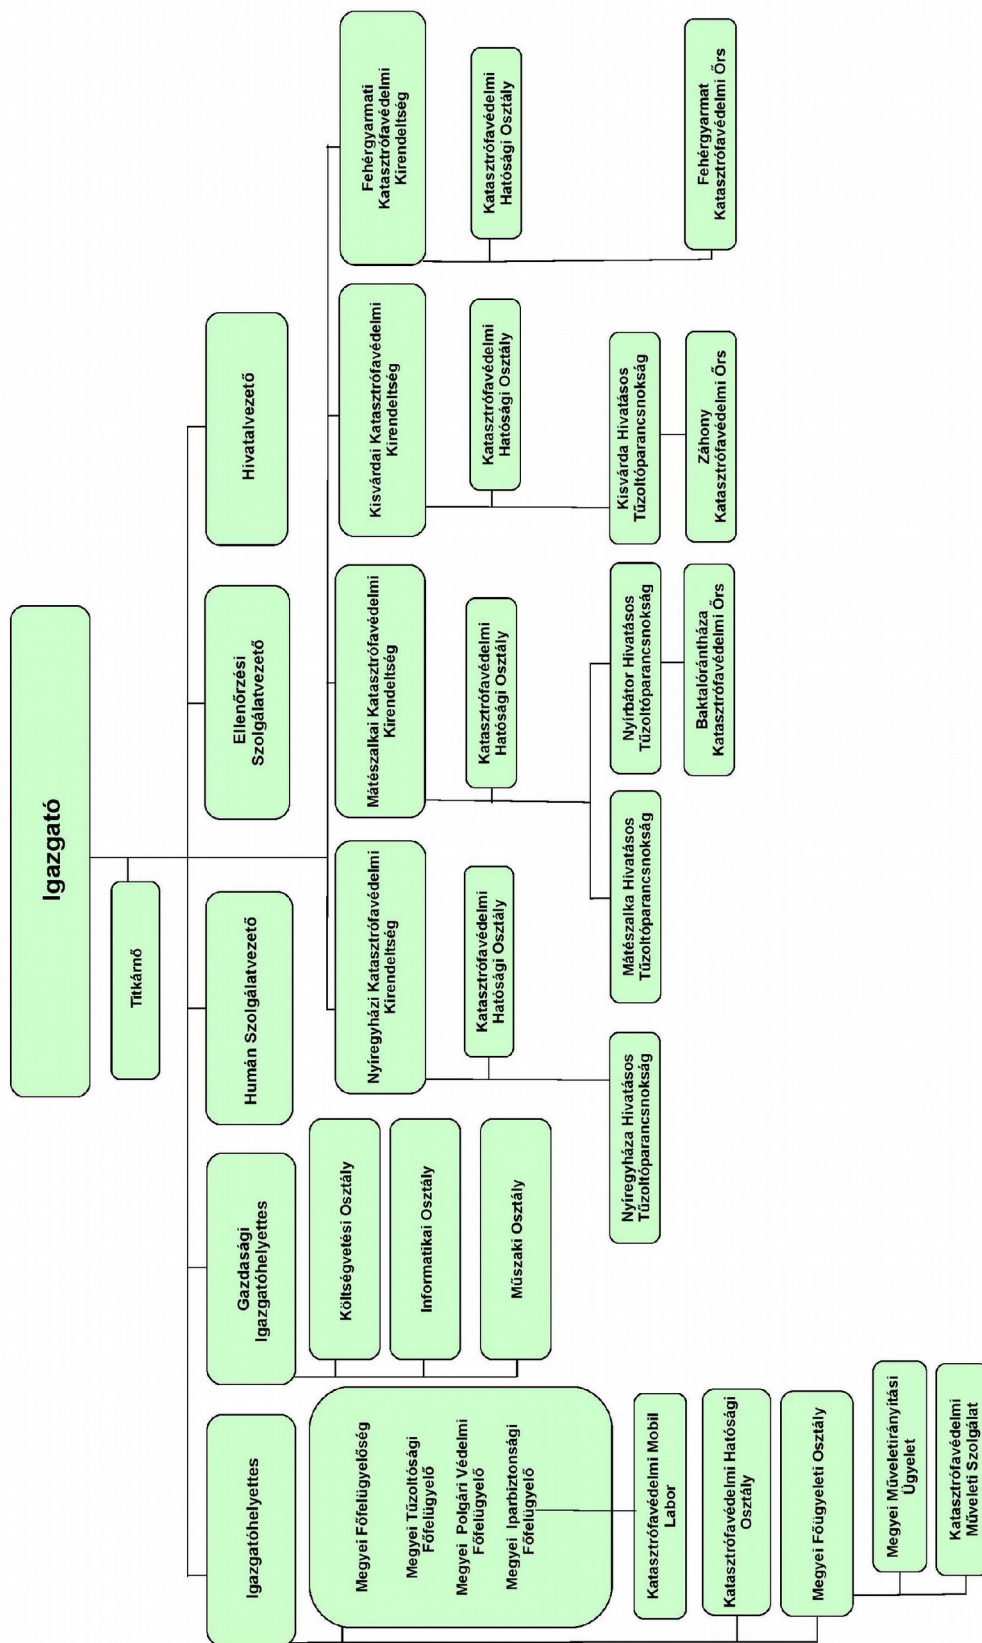 Igazgató
Titkárnő
Igazgatóhelyettes
Gazdasági
Igazgatóhelyettes
Humán Szolgálatvezető
Ellenőrzési
Szolgálatvezető
Hivatalvezető
Megyei Főfelügyelőség
Megyei Tűzoltósági
Főfelügyelő
Megyei Polgári Védelmi
Főfelügyelő
Megyei Iparbiztonsági
Főfelügyelő
Katasztrófavédelmi Mobil
Labor
Katasztrófavédelmi Hatósági
Osztály
Megyei Főügyeleti Osztály
Megyei Műveletirányítási
Ügyelet
Katasztrófavédelmi
Műveleti Szolgálat
Költségvetési Osztály
Informatikai Osztály
Műszaki Osztály
Nyíregyházi Katasztrófavédelmi
Kirendeltség
Katasztrófavédelmi
Hatósági Osztály
Nyíregyháza Hivatásos
Tűzoltóparancsnokság
Mátészalkai Katasztrófavédelmi
Kirendeltség
Katasztrófavédelmi
Hatósági Osztály
Mátészalka Hivatásos
Tűzoltóparancsnokság
Nyírbátor Hivatásos
Tűzoltóparancsnokság
Baktalórántháza
Katasztrófavédelmi Őrs
Kisvárdai Katasztrófavédelmi
Kirendeltség
Katasztrófavédelmi
Hatósági Osztály
Kisvárda Hivatásos
Tűzoltóparancsnokság
Záhony
Katasztrófavédelmi Őrs
Fehérgyarmati
Katasztrófavédelmi
Kirendeltség
Katasztrófavédelmi
Hatósági Osztály
Fehérgyarmat
Katasztrófavédelmi Őrs